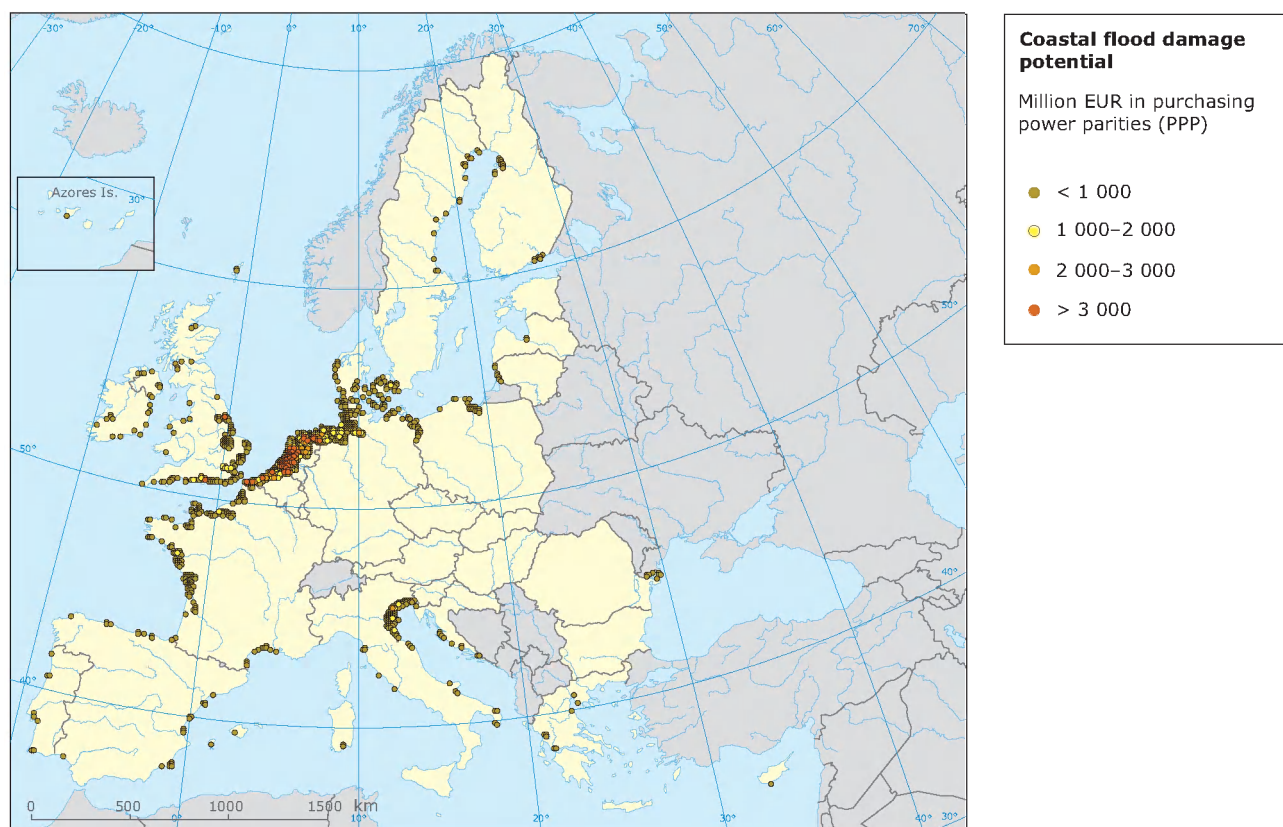 -30° -20° -10° 0° 10° 20° 30° 40° 50° 60° 70°
Azores Is.
30°
60°
50°
50°
40°
40°
0 500 1000 1500 km
0° 10° 20° 30° 40° 30°
Coastal flood damage
potential
Million EUR in purchasing
power parities (PPP)
< 1 000
1 000–2 000
2 000–3 000
> 3 000